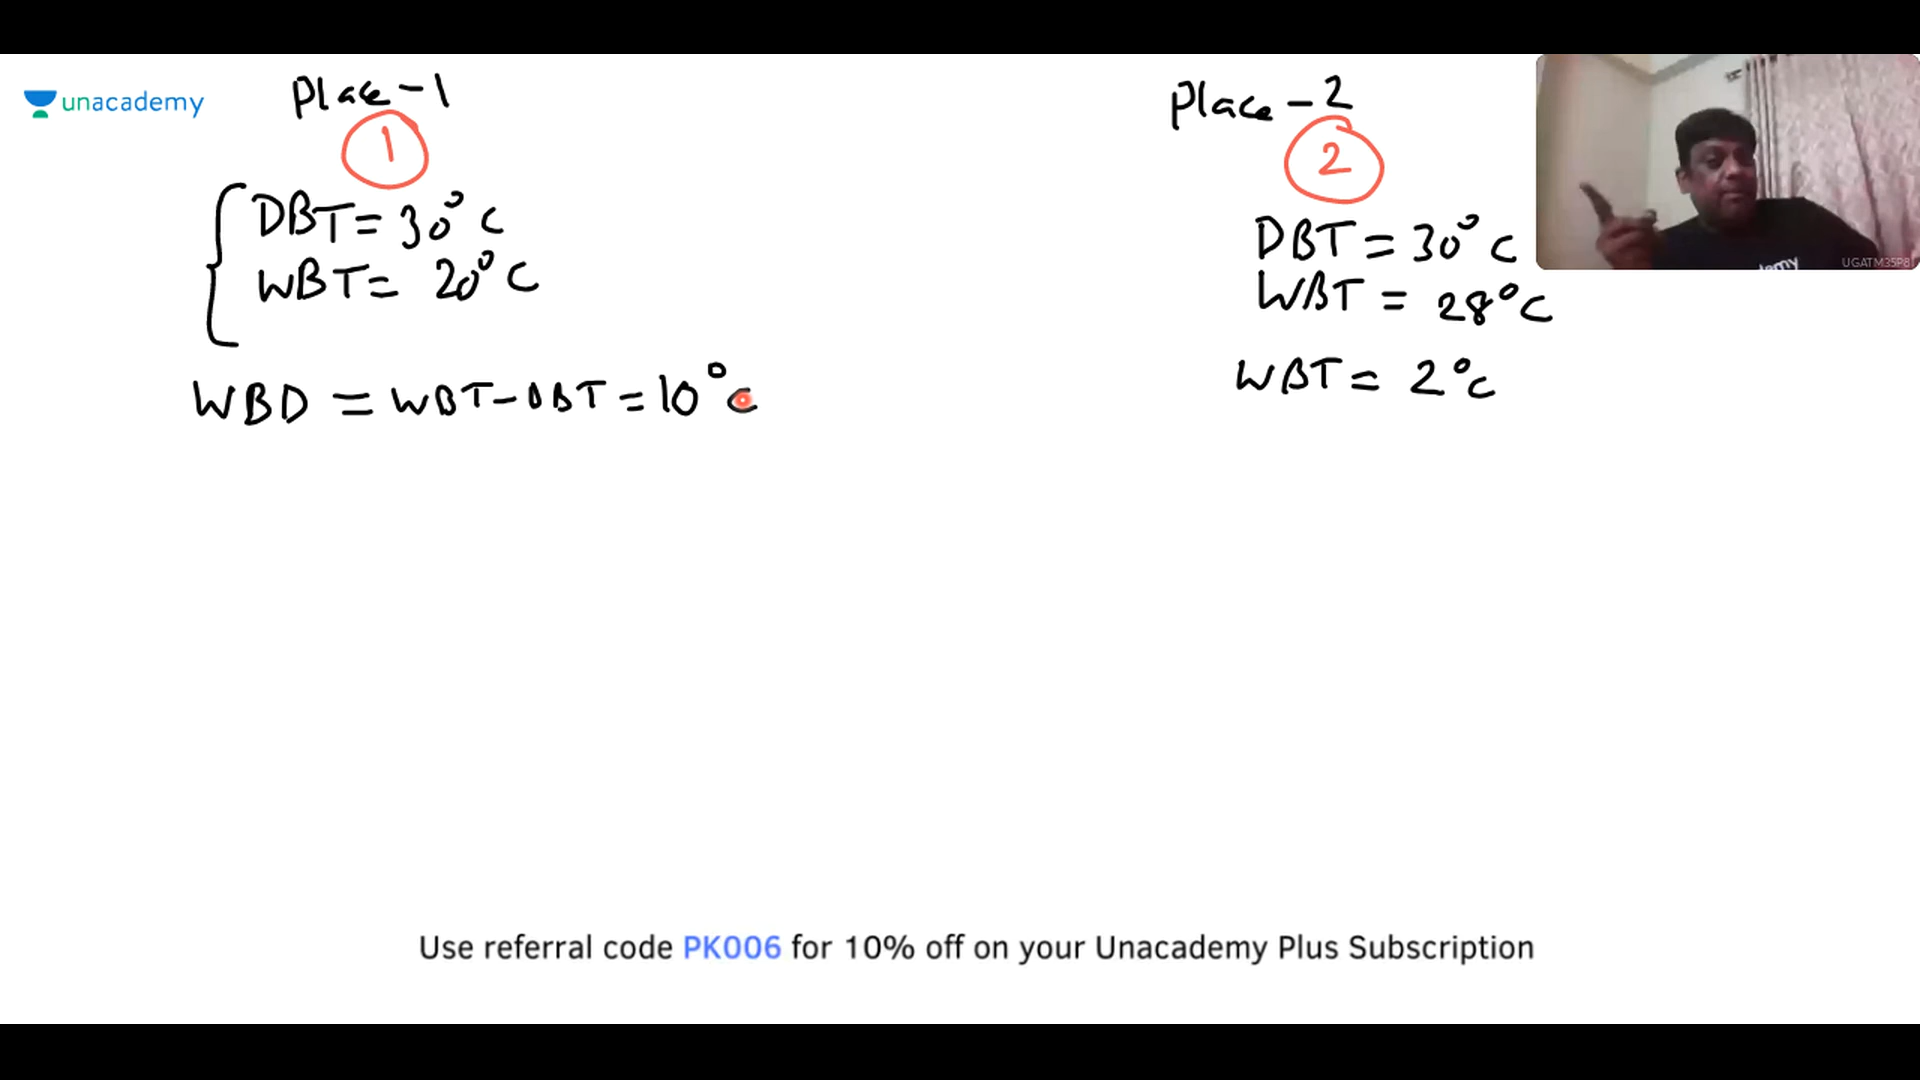 unacademy
Place-1
1
DBT = 30°C
WBT = 20°C
WBD = WBT-DBT = 10°C
Place-2
2
DBT = 30°C
WBT = 28°C
WBT = 2°C
UGATM35P8I
Use referral code PK006 for 10% off on your Unacademy Plus Subscription